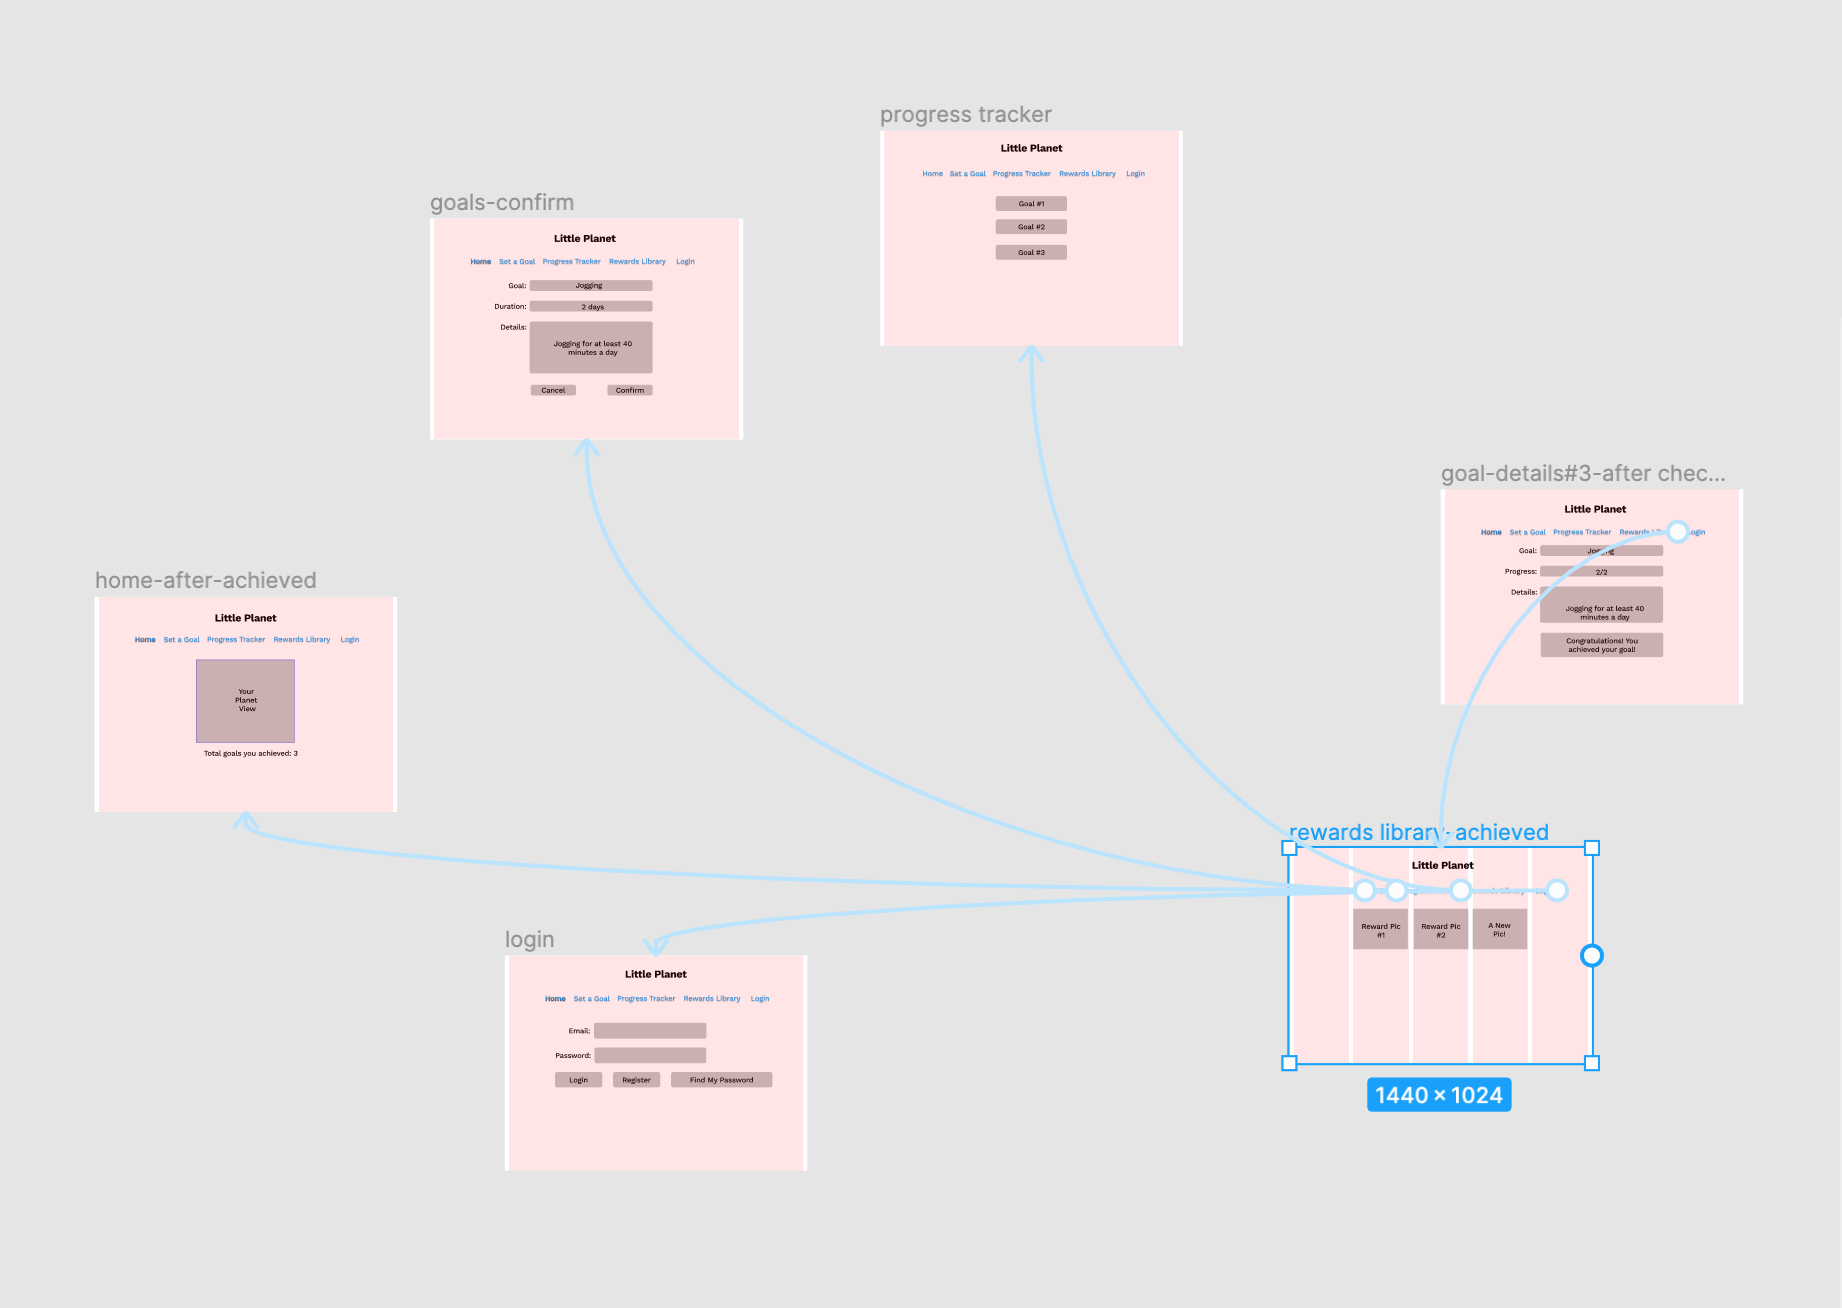 progress tracker
Little Planet
Home Set a Goal Progress Tracker Rewards Library Login
Goal #1
Goal #2
Goal #3
goals-confirm
Little Planet
Home Set a Goal Progress Tracker Rewards Library Login
Goal: Jogging
Duration: 2 days
Details:
Jogging for at least 40
minutes a day
Cancel Confirm
goal-details#3-after chec...
Little Planet
Home Set a Goal Progress Tracker Rewards
Goal: Jogging
Progress: 2/2
Details:
Jogging for at least 40
minutes a day
Congratulations! You
achieved your goal!
home-after-achieved
Little Planet
Home Set a Goal Progress Tracker Rewards Library Login
Your
Planet
View
Total goals you achieved: 3
rewards library-achieved
Little Planet
Reward Pic
#1
Reward Pic
#2
A New
Pic!
1440 × 1024
login
Little Planet
Home Set a Goal Progress Tracker Rewards Library Login
Email:
Password:
Login Register Find My Password